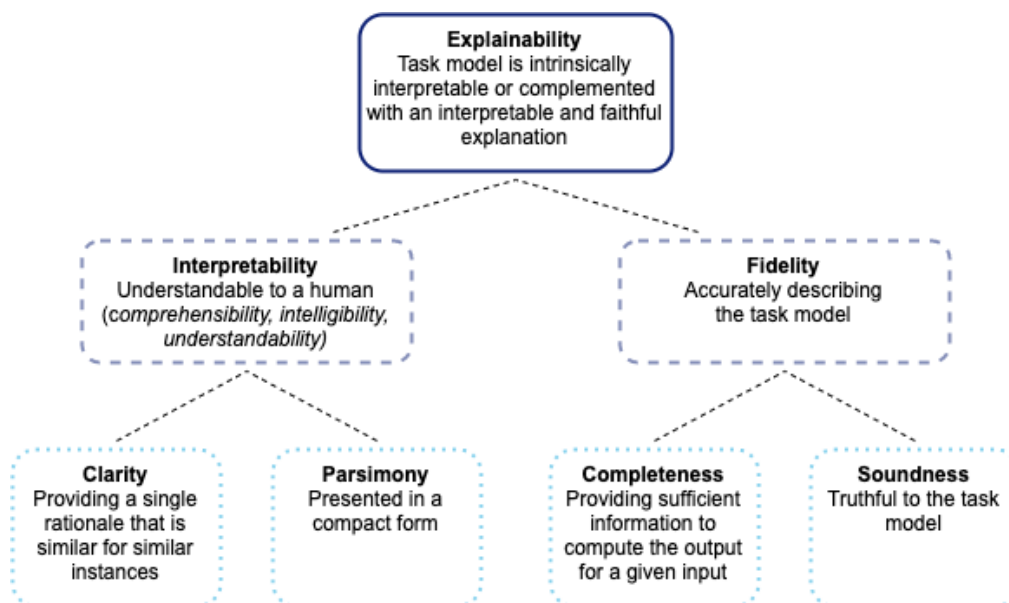 Explainability
Task model is intrinsically
interpretable or complemented
with an interpretable and faithful
explanation
Interpretability
Understandable to a human
(comprehensibility, intelligibility,
understandability)
Fidelity
Accurately describing
the task model
Clarity
Providing a single
rationale that is
similar for similar
instances
Parsimony
Presented in a
compact form
Completeness
Providing sufficient
information to
compute the output
for a given input
Soundness
Truthful to the task
model